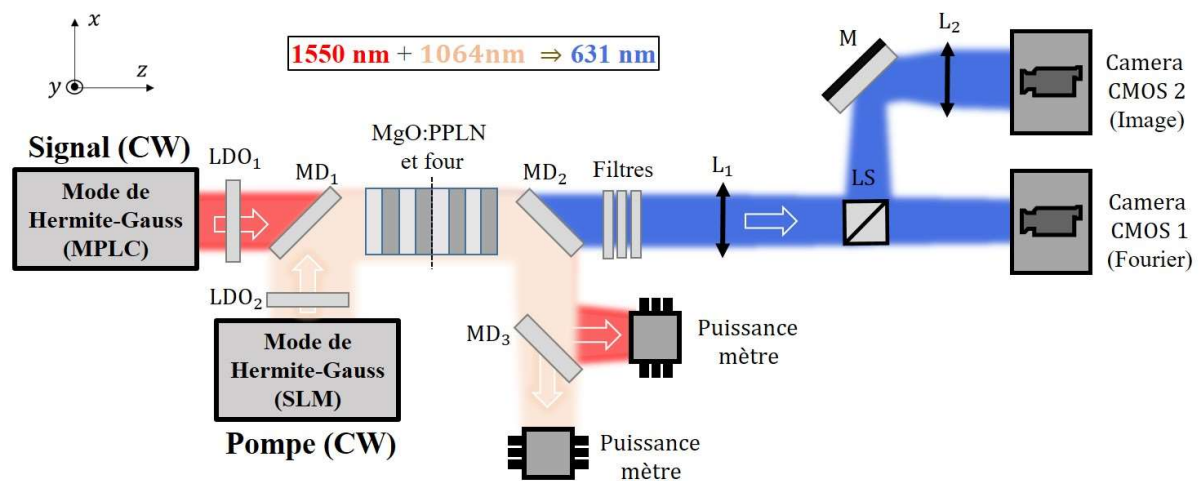 x
y
z
1550 nm + 1064nm ⇒ 631 nm
Signal (CW)
Mode de
Hermite-Gauss
(MPLC)
LDO₁
MD₁
MgO:PPLN
et four
MD₂
Filtres
L₁
LS
M
L₂
Camera
CMOS 2
(Image)
Camera
CMOS 1
(Fourier)
LDO₂
Mode de
Hermite-Gauss
(SLM)
Pompe (CW)
MD₃
Puissance
mètre
Puissance
mètre